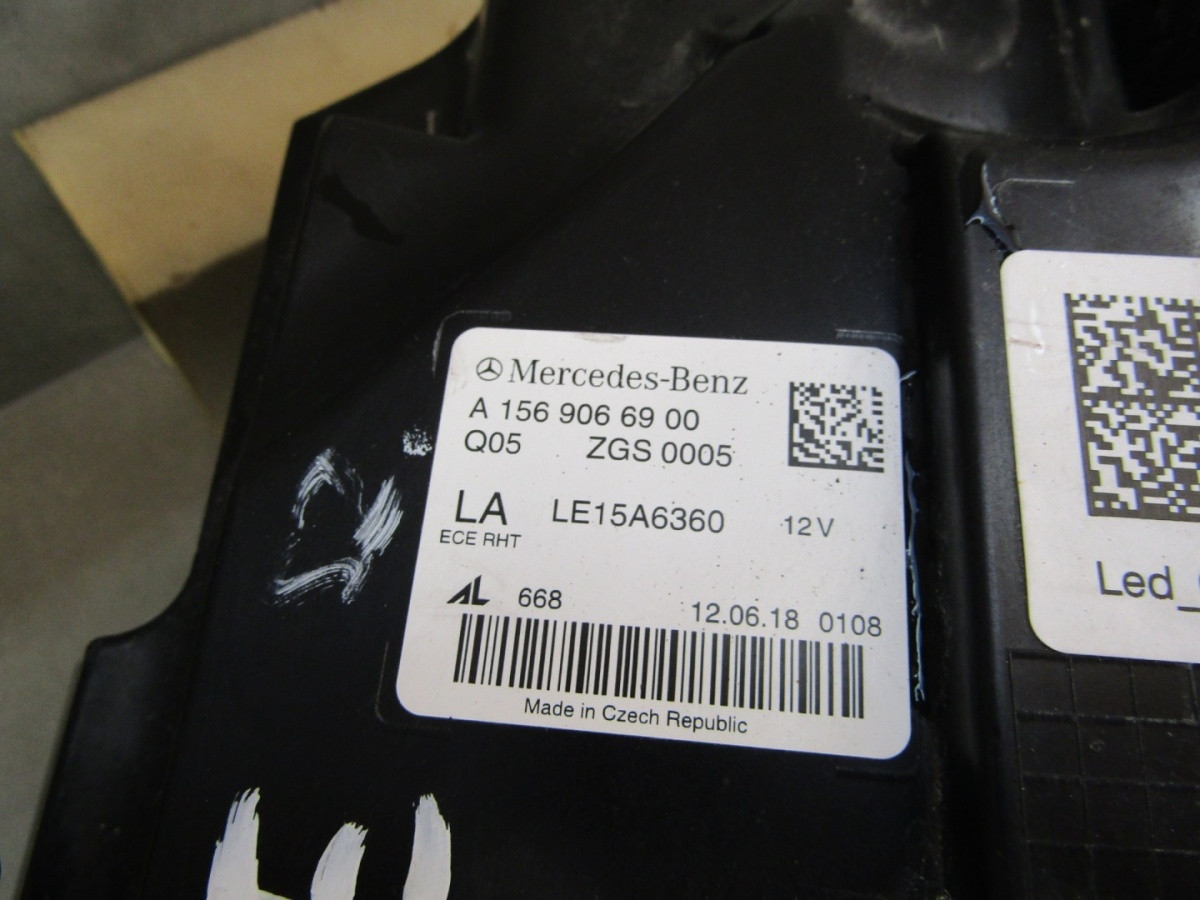 Mercedes-Benz
A 156 906 69 00
Q05 ZGS 0005
LA LE15A6360 12V
ECE RHT
AL 668 12.06.18 0108
Made in Czech Republic
Led_